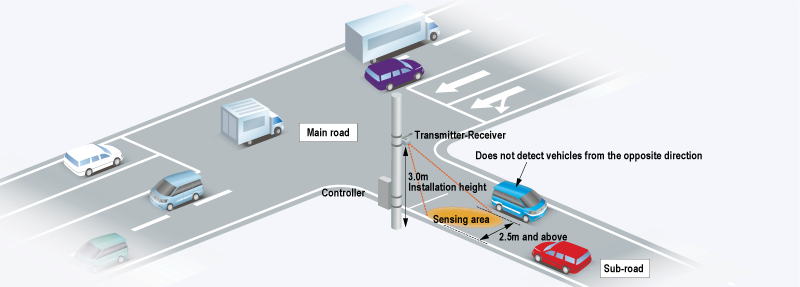 Transmitter-Receiver
Main road
Does not detect vehicles from the opposite direction
3.0m
Installation height
Controller
Sensing area
2.5m and above
Sub-road